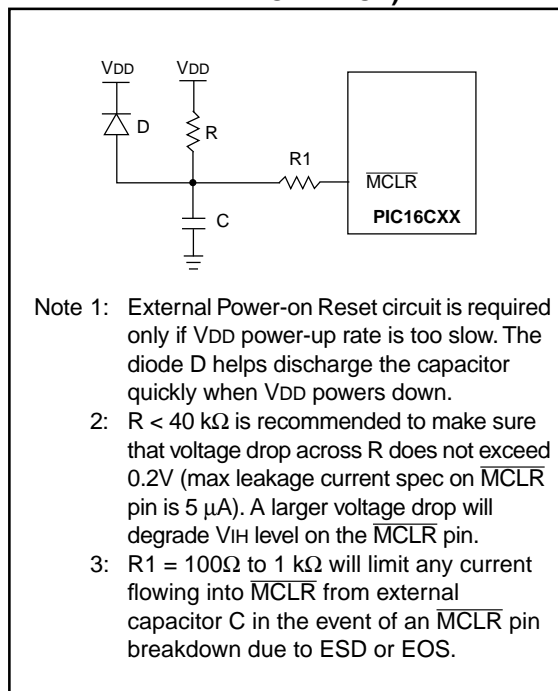 VDD VDD
D
R
R1
MCLR
C
PIC16CXX
Note 1: External Power-on Reset circuit is required
only if VDD power-up rate is too slow. The
diode D helps discharge the capacitor
quickly when VDD powers down.
2: R < 40 kΩ is recommended to make sure
that voltage drop across R does not exceed
0.2V (max leakage current spec on MCLR
pin is 5 µA). A larger voltage drop will
degrade VIH level on the MCLR pin.
3: R1 = 100Ω to 1 kΩ will limit any current
flowing into MCLR from external
capacitor C in the event of an MCLR pin
breakdown due to ESD or EOS.